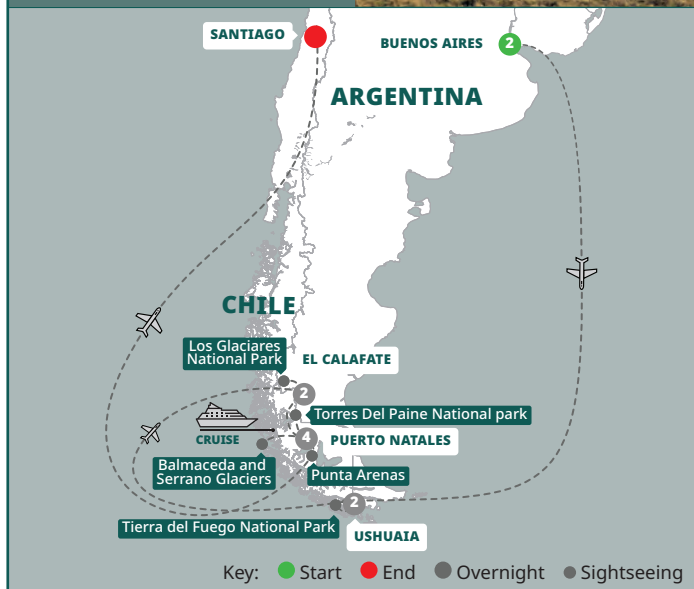 SANTIAGO
BUENOS AIRES
2
ARGENTINA
CHILE
Los Glaciares
National Park
EL CALAFATE
2
Torres Del Paine National park
CRUISE
4
PUERTO NATALES
Balmaceda and
Serrano Glaciers
Punta Arenas
2
Tierra del Fuego National Park
USHUAIA
Key: Start End Overnight Sightseeing